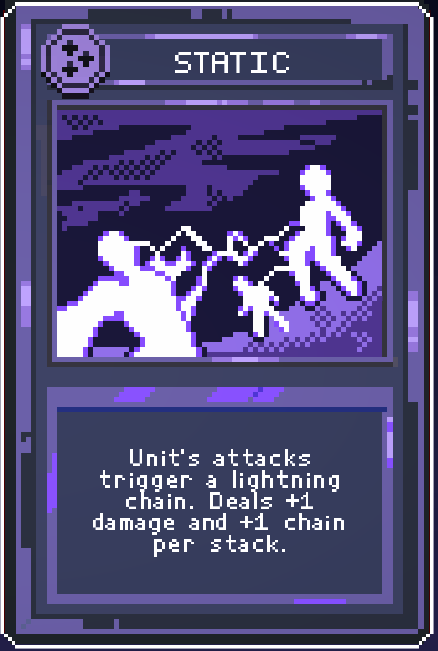 STATIC
Unit's attacks
trigger a lightning
chain. Deals +1
damage and +1 chain
per stack.